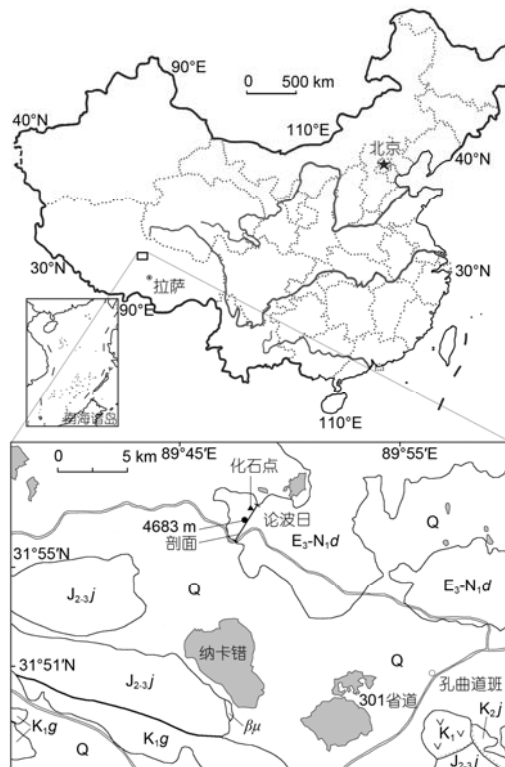 90°E
0 500 km
110°E
40°N
北京
40°N
30°N
30°N
拉萨
90°E
南海诸岛
110°E
0 5 km
89°45'E
89°55'E
化石点
论波日
4683 m
剖面
Q
E₃-N₁d
31°55'N
J₂₋₃j
Q
E₃-N₁d
纳卡错
Q
31°51'N
J₂₋₃j
孔曲道班
301省道
K₁g
K₁g
βμ
K₁
K₂j
Q
J₂₋₃j